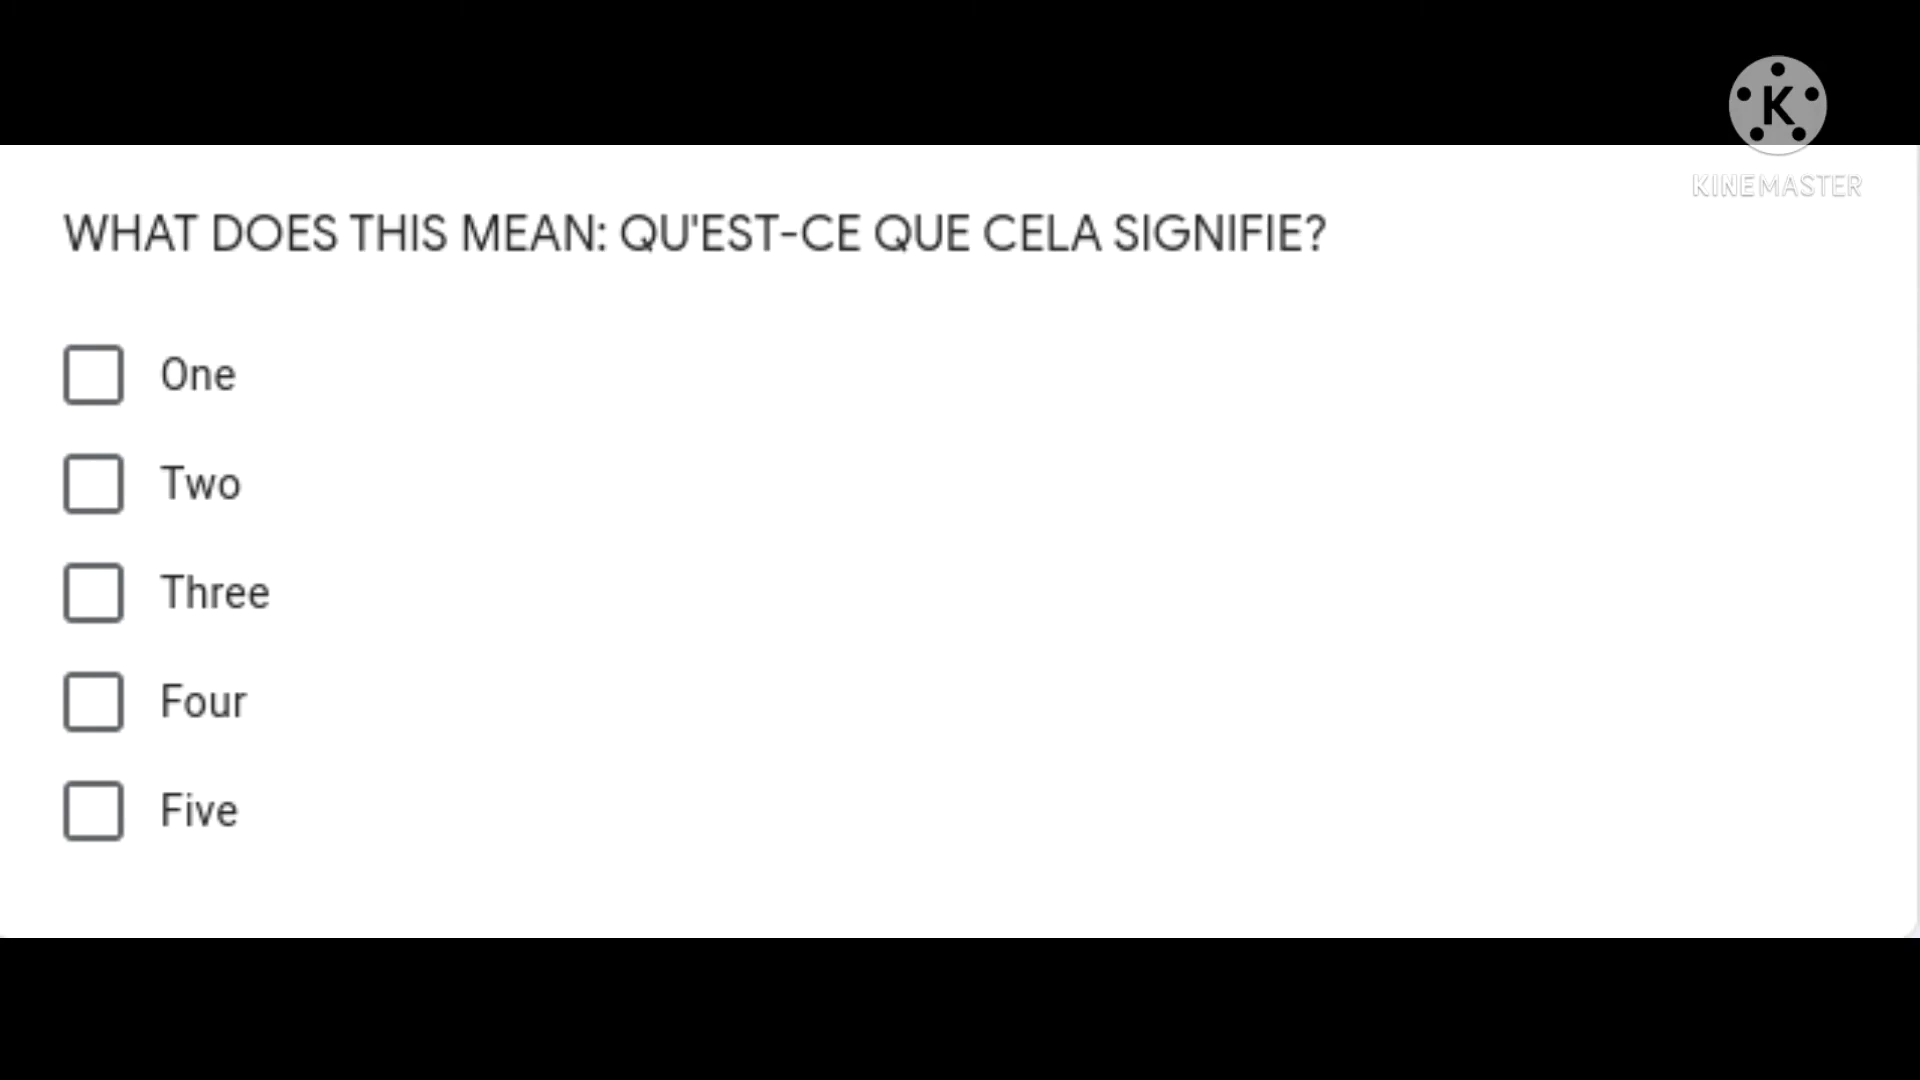 K
KINEMASTER
WHAT DOES THIS MEAN: QU'EST-CE QUE CELA SIGNIFIE?
One
Two
Three
Four
Five